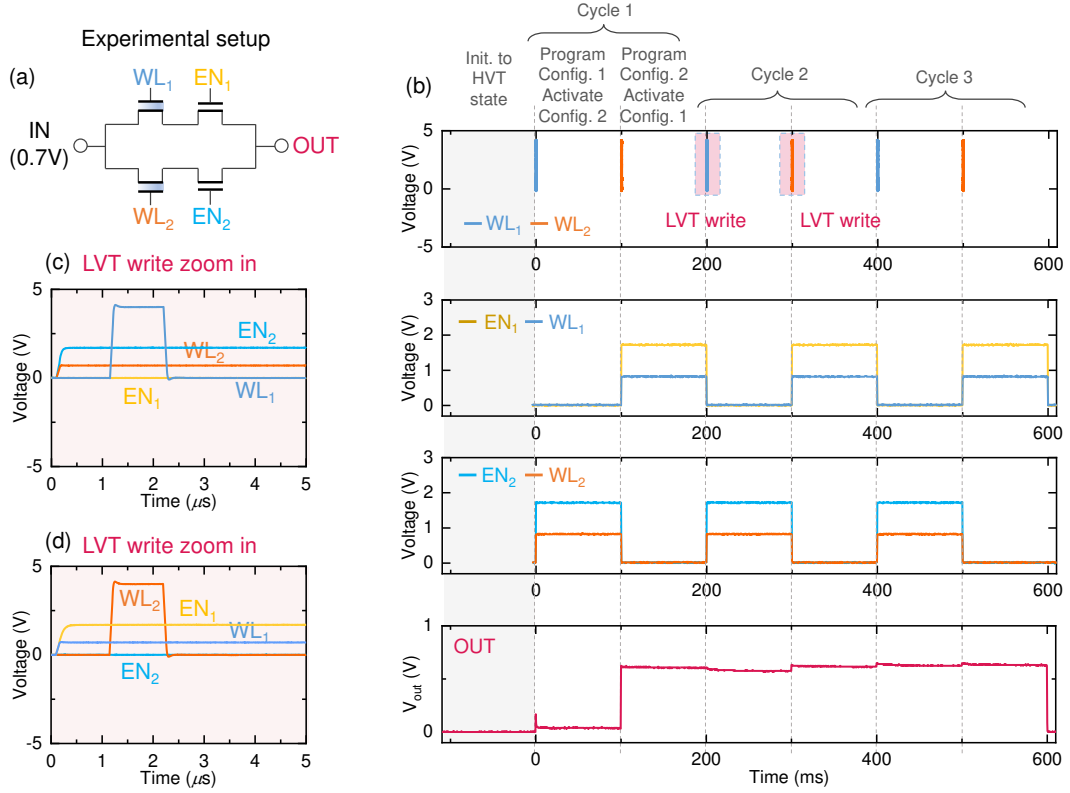 Experimental setup
(a)
WL1 EN1
IN
(0.7V)
OUT
WL2 EN2
(c) LVT write zoom in
5
0
-5
Voltage (V)
EN2
WL2
EN1
WL1
0 1 2 3 4 5
Time (μs)
(d) LVT write zoom in
5
0
-5
Voltage (V)
WL2
EN1
WL1
EN2
0 1 2 3 4 5
Time (μs)
(b)
Cycle 1
Init. to
HVT
state
Program
Config. 1
Activate
Config. 2
Program
Config. 2
Activate
Config. 1
Cycle 2
Cycle 3
5
0
-5
Voltage (V)
WL1 WL2
LVT write LVT write
0 200 400 600
3
2
1
0
Voltage (V)
EN1 WL1
0 200 400 600
3
2
1
0
Voltage (V)
EN2 WL2
0 200 400 600
1
0
Vout (V)
OUT
0 200 400 600
Time (ms)